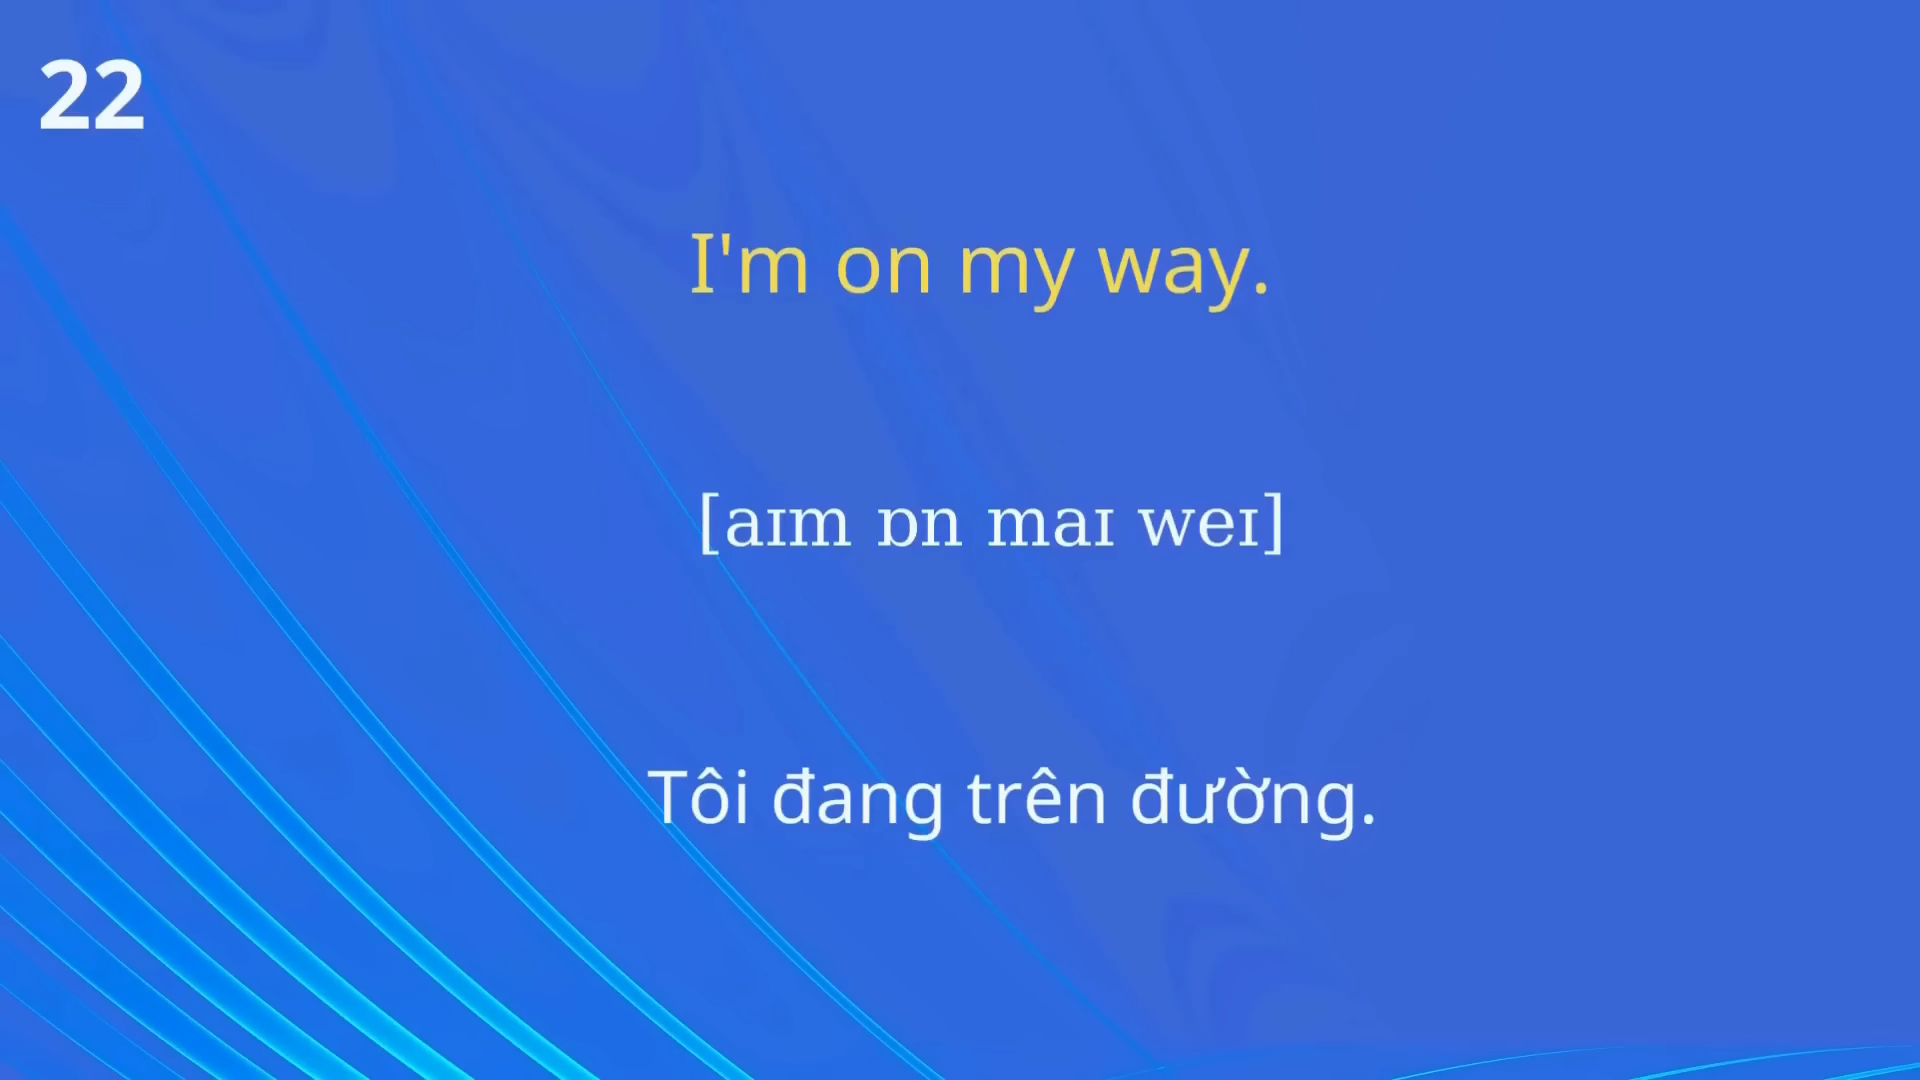 22
I'm on my way.
[aɪm ɒn maɪ weɪ]
Tôi đang trên đường.